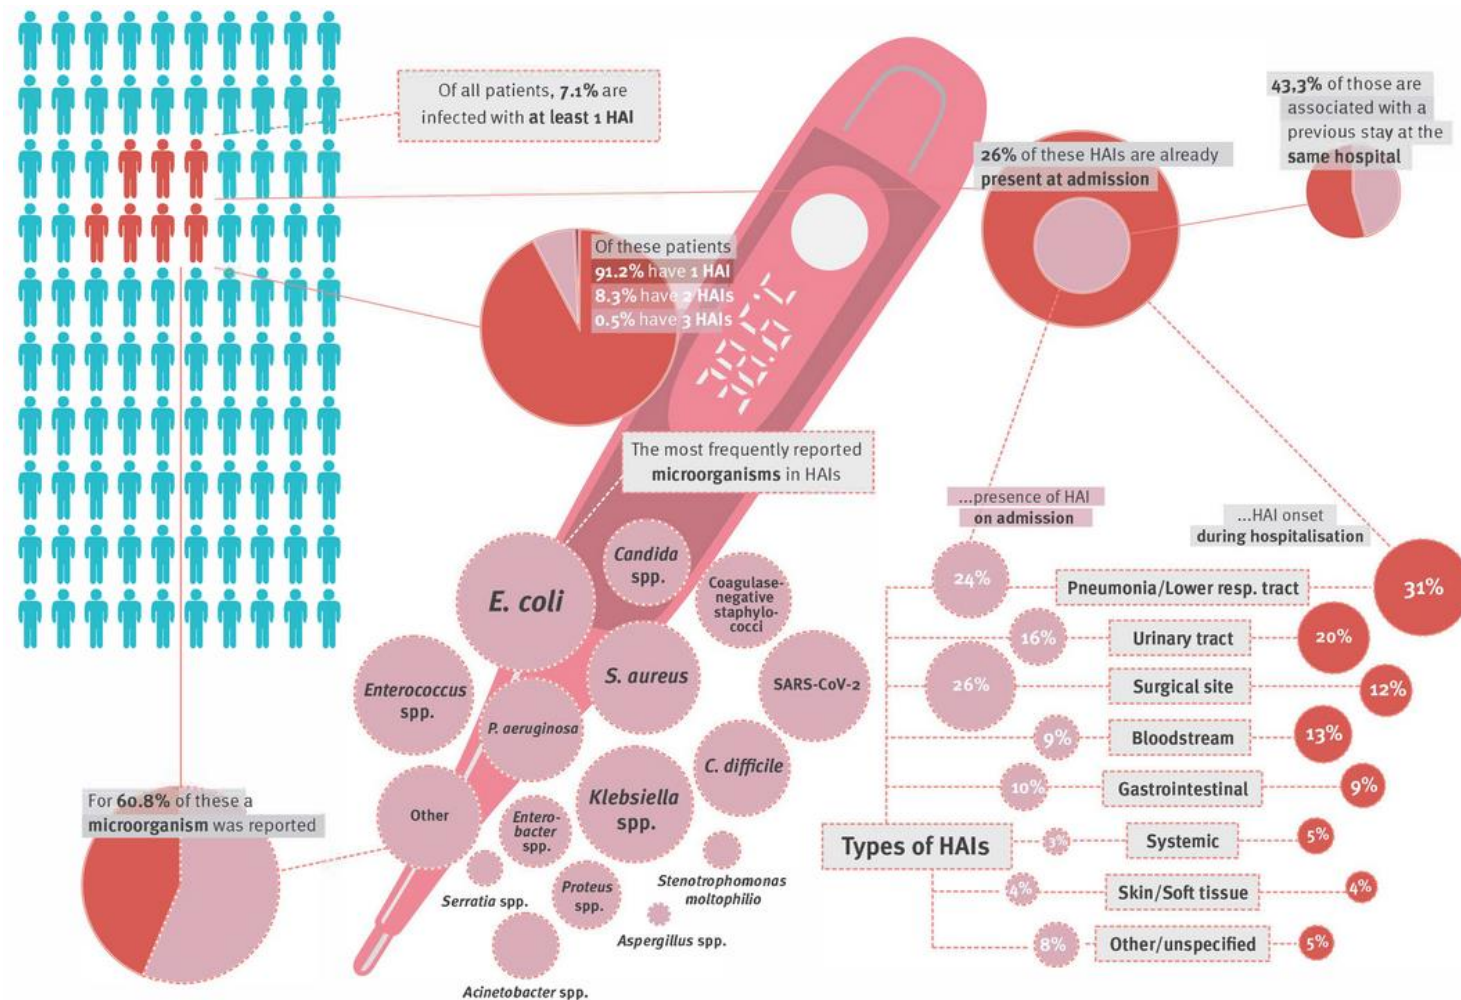 Of all patients, 7.1% are
infected with at least 1 HAI
43,3% of those are
associated with a
previous stay at the
same hospital
26% of these HAIs are already
present at admission
Of these patients
91.2% have 1 HAI
8.3% have 2 HAIs
0.5% have 3 HAIs
38.6°C
The most frequently reported
microorganisms in HAIs
E. coli
Candida
spp.
Coagulase-
negative
staphylo-
cocci
Enterococcus
spp.
S. aureus
SARS-CoV-2
P. aeruginosa
C. difficile
Other
Entero-
bacter
spp.
Klebsiella
spp.
Serratia spp.
Proteus
spp.
Stenotrophomonas
moltophilio
Aspergillus spp.
Acinetobacter spp.
For 60.8% of these a
microorganism was reported
...presence of HAI
on admission
...HAI onset
during hospitalisation
24% Pneumonia/Lower resp. tract 31%
16% Urinary tract 20%
26% Surgical site 12%
9% Bloodstream 13%
10% Gastrointestinal 9%
Types of HAIs
3% Systemic 5%
4% Skin/Soft tissue 4%
8% Other/unspecified 5%